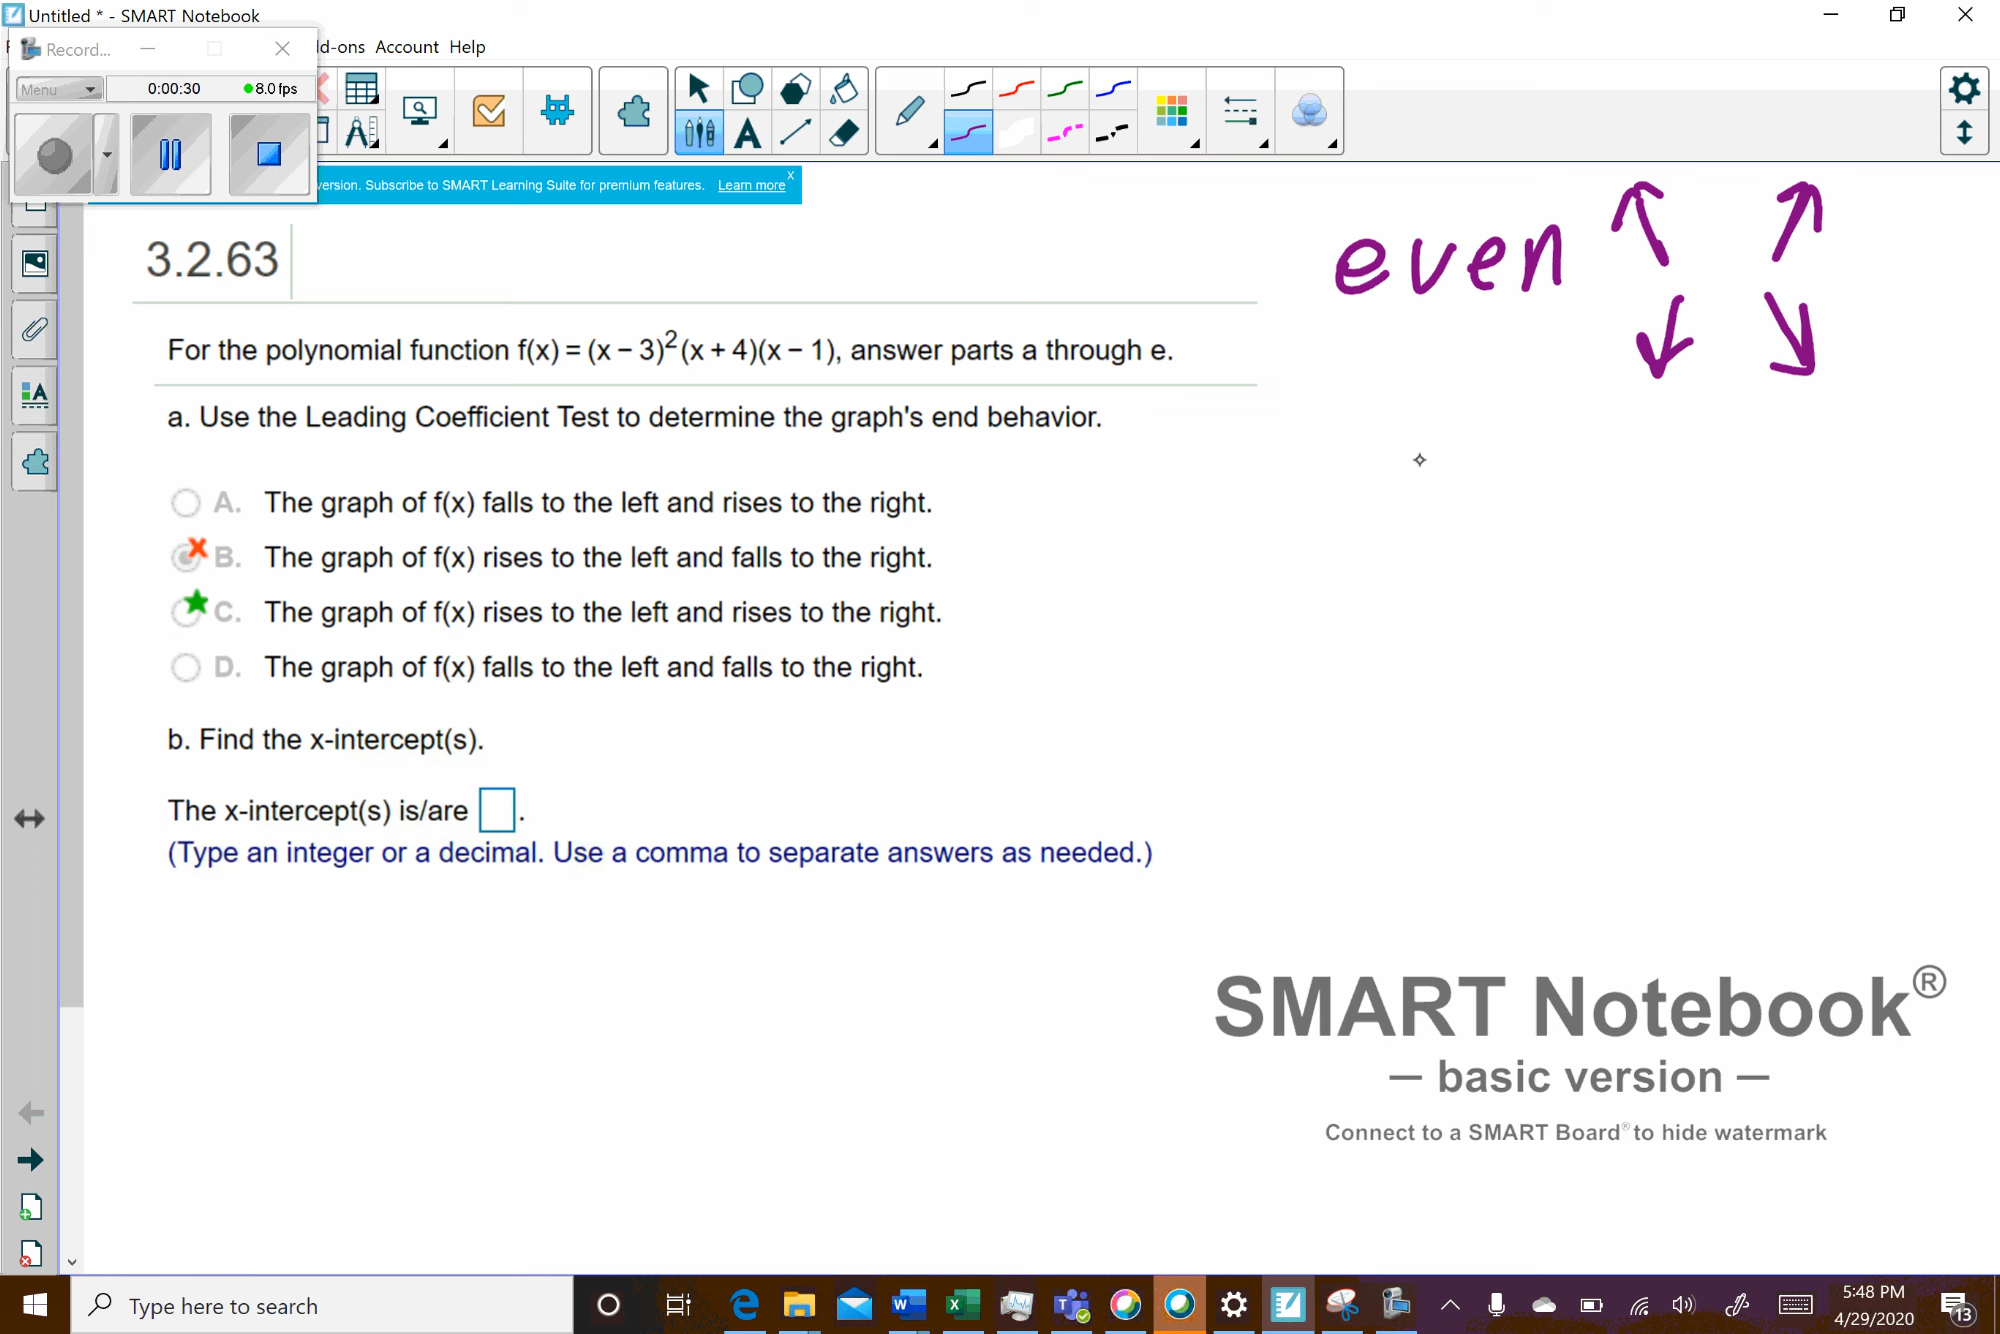 Untitled * - SMART Notebook
Record...
dd-ons Account Help
Menu 0:00:30 8.0 fps
version. Subscribe to SMART Learning Suite for premium features. Learn more X
even
3.2.63
For the polynomial function f(x) = (x − 3)²(x + 4)(x − 1), answer parts a through e.
a. Use the Leading Coefficient Test to determine the graph's end behavior.
A. The graph of f(x) falls to the left and rises to the right.
B. The graph of f(x) rises to the left and falls to the right.
C. The graph of f(x) rises to the left and rises to the right.
D. The graph of f(x) falls to the left and falls to the right.
b. Find the x-intercept(s).
The x-intercept(s) is/are .
(Type an integer or a decimal. Use a comma to separate answers as needed.)
SMART Notebook®
— basic version —
Connect to a SMART Board® to hide watermark
Type here to search
5:48 PM
4/29/2020
13